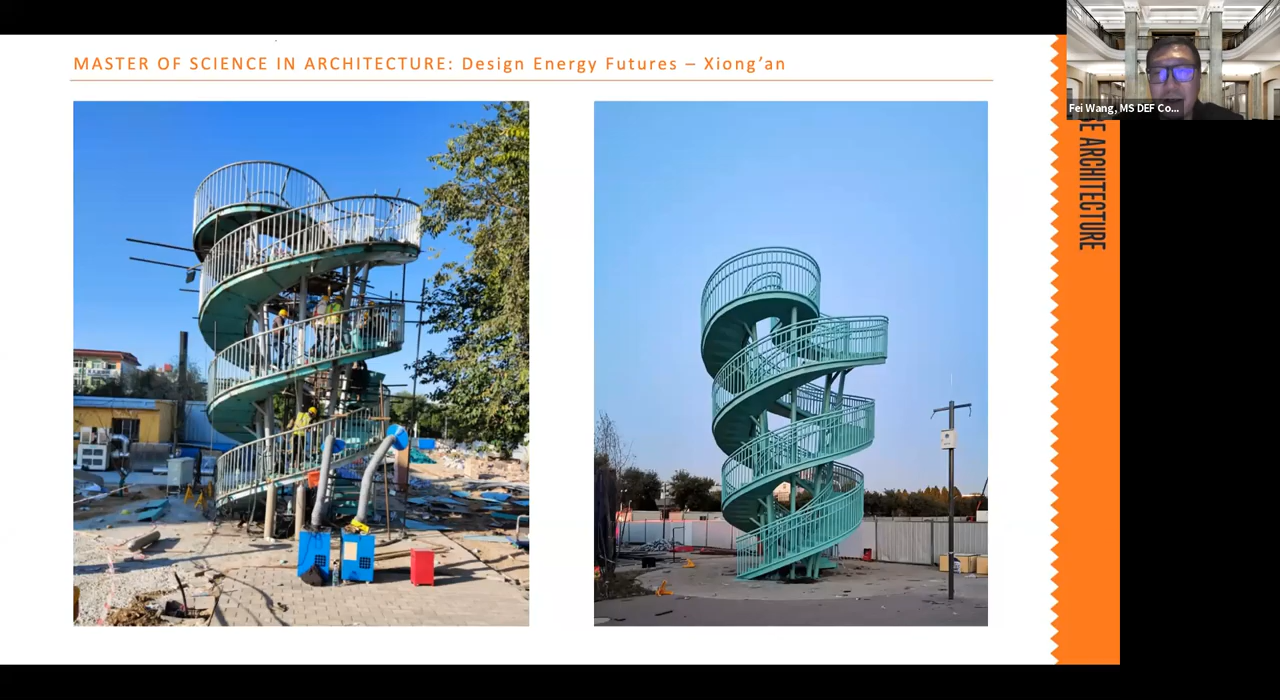 MASTER OF SCIENCE IN ARCHITECTURE: Design Energy Futures – Xiong'an
Fei Wang, MS DEF Co...
ARCHITECTURE